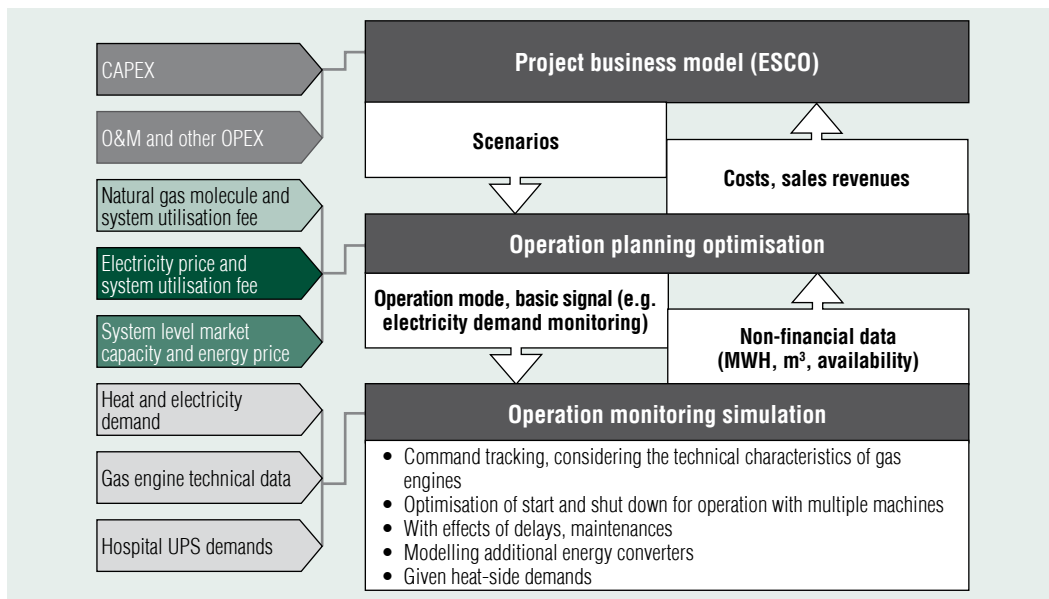 CAPEX
O&M and other OPEX
Natural gas molecule and
system utilisation fee
Electricity price and
system utilisation fee
System level market
capacity and energy price
Heat and electricity
demand
Gas engine technical data
Hospital UPS demands
Project business model (ESCO)
Scenarios
Costs, sales revenues
Operation planning optimisation
Operation mode, basic signal (e.g.
electricity demand monitoring)
Non-financial data
(MWH, m³, availability)
Operation monitoring simulation
• Command tracking, considering the technical characteristics of gas
engines
• Optimisation of start and shut down for operation with multiple machines
• With effects of delays, maintenances
• Modelling additional energy converters
• Given heat-side demands